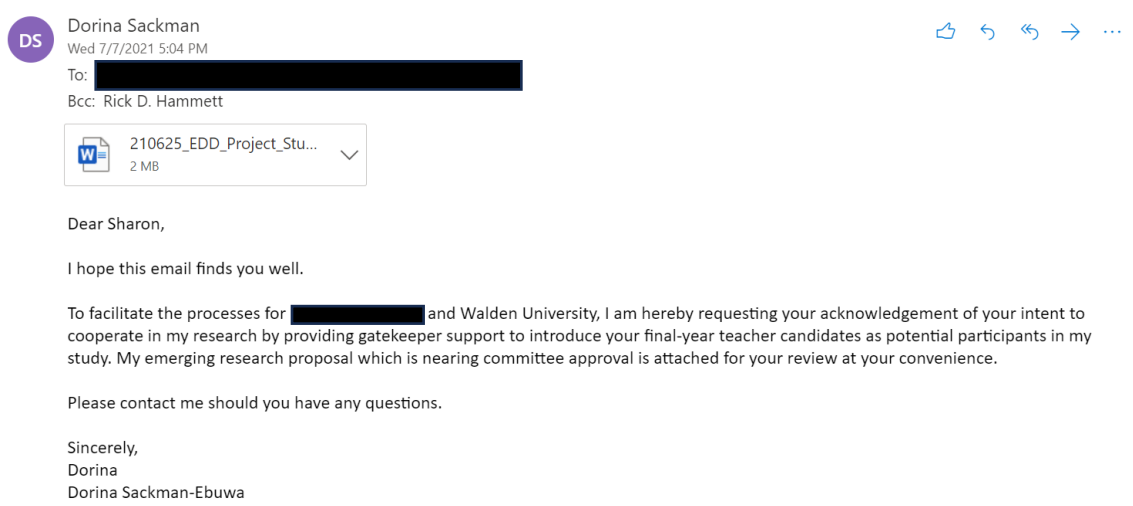 DS
Dorina Sackman
Wed 7/7/2021 5:04 PM
To:
Bcc: Rick D. Hammett
W
210625_EDD_Project_Stu...
2 MB
Dear Sharon,
I hope this email finds you well.
To facilitate the processes for and Walden University, I am hereby requesting your acknowledgement of your intent to
cooperate in my research by providing gatekeeper support to introduce your final-year teacher candidates as potential participants in my
study. My emerging research proposal which is nearing committee approval is attached for your review at your convenience.
Please contact me should you have any questions.
Sincerely,
Dorina
Dorina Sackman-Ebuwa